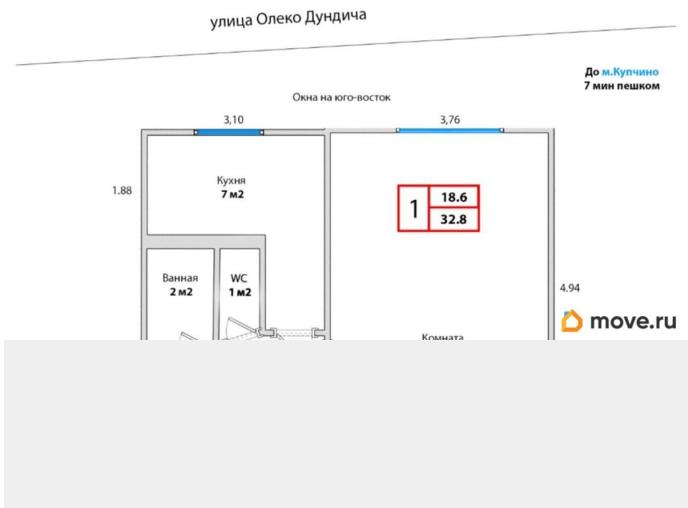 улица Олеко Дундича
До м.Купчино
7 мин пешком
Окна на юго-восток
3,10
3,76
1.88
Кухня
7 м2
1
18.6
32.8
Ванная
2 м2
WC
1 м2
4.94
move.ru
Комната